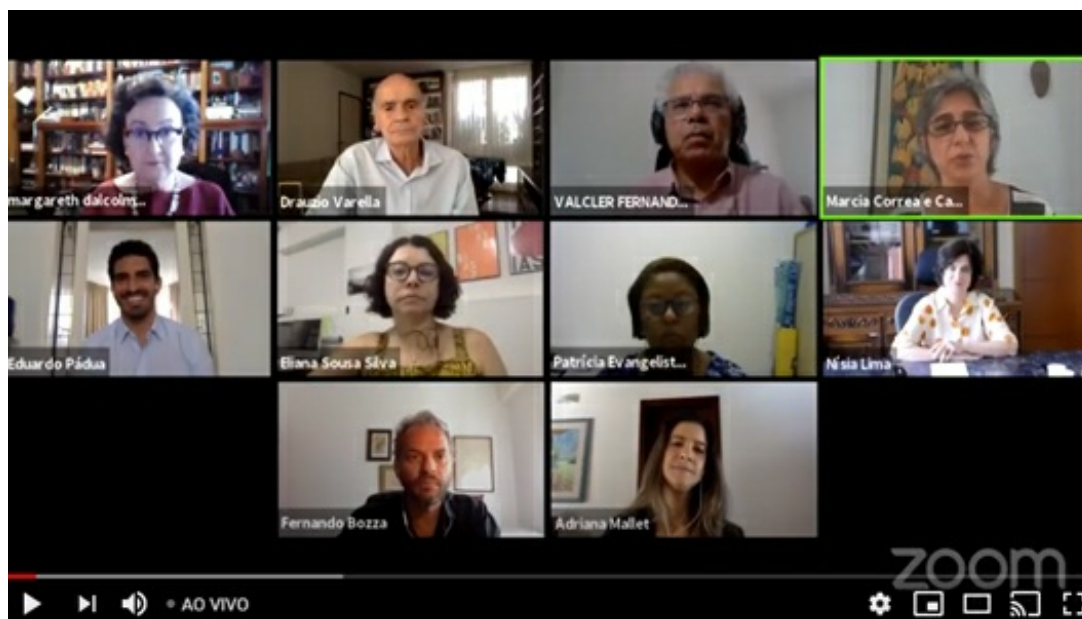 margareth dalcolm...
Drauzio Varella
VALCLER FERNAND...
Marcia Correa e Ca...
Eduardo Pádua
Eliana Sousa Silva
Patrícia Evangelist...
Nísia Lima
Fernando Bozza
Adriana Mallet
zoom
AO VIVO